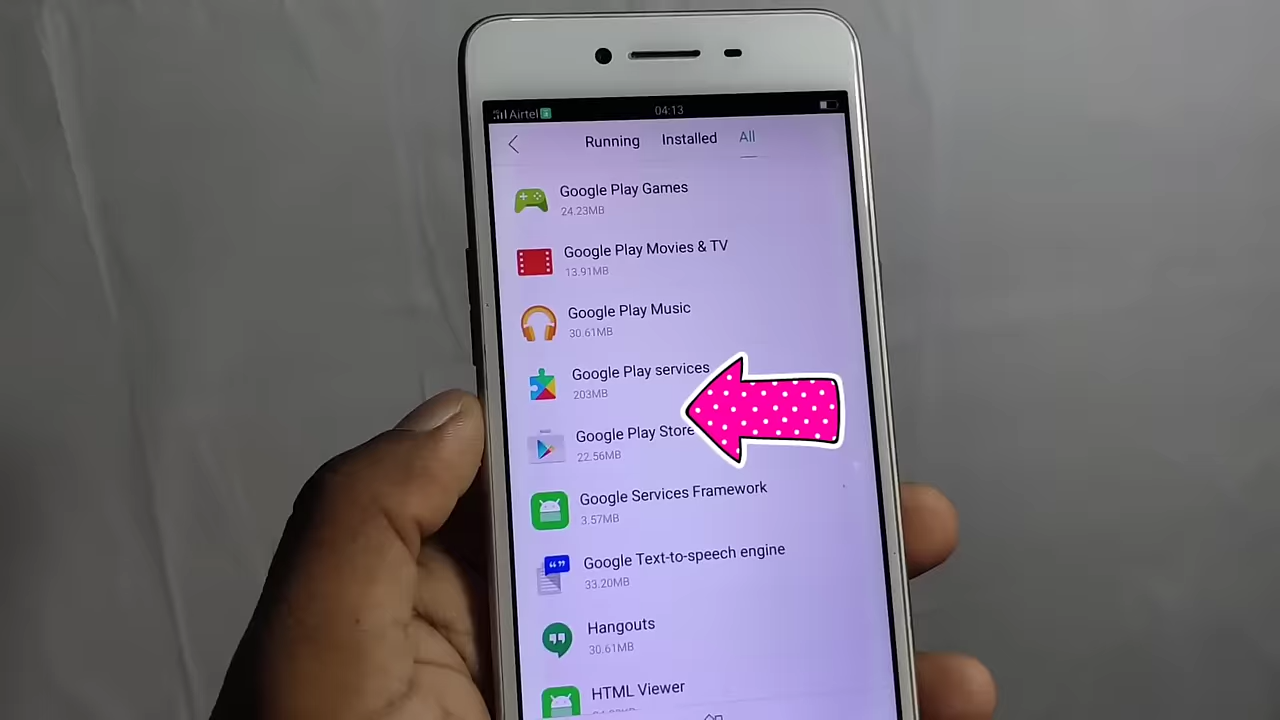 Airtel
04:13
Running Installed All
Google Play Games
24.23MB
Google Play Movies & TV
13.91MB
Google Play Music
30.61MB
Google Play services
203MB
Google Play Store
22.56MB
Google Services Framework
3.57MB
Google Text-to-speech engine
33.20MB
Hangouts
30.61MB
HTML Viewer